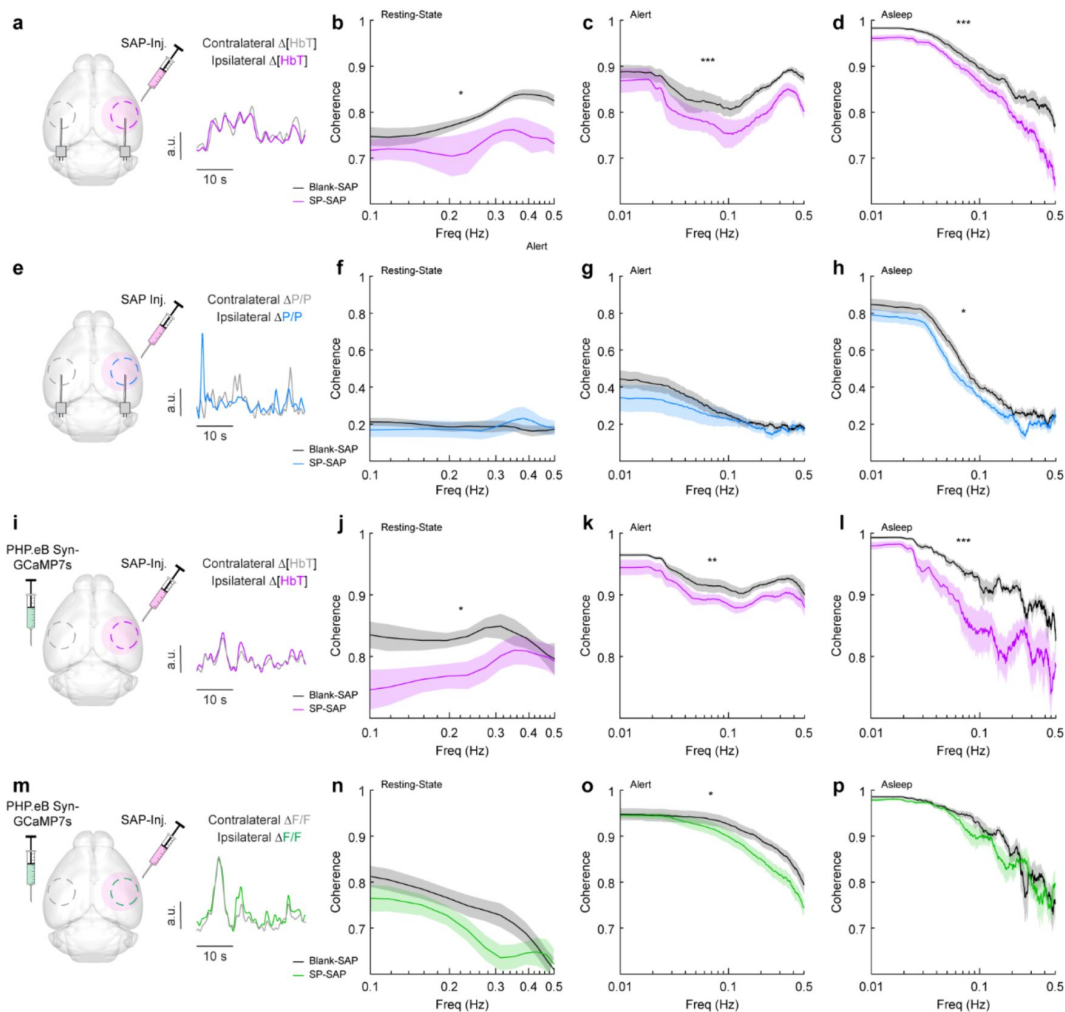 a
SAP-Inj.
Contralateral Δ[HbT]
Ipsilateral Δ[HbT]
a.u.
10 s
Blank-SAP
SP-SAP
b
Resting-State
Coherence
1
0.9
0.8
0.7
*
0.1
0.2
0.3
0.4
0.5
Freq (Hz)
c
Alert
Coherence
1
0.9
0.8
0.7
***
0.01
0.1
0.5
Freq (Hz)
d
Asleep
Coherence
1
0.9
0.8
0.7
***
0.01
0.1
0.5
Freq (Hz)
Alert
e
SAP Inj.
Contralateral ΔP/P
Ipsilateral ΔP/P
a.u.
10 s
Blank-SAP
SP-SAP
f
Resting-State
Coherence
1
0.8
0.6
0.4
0.2
0.1
0.2
0.3
0.4
0.5
Freq (Hz)
g
Alert
Coherence
1
0.8
0.6
0.4
0.2
0.01
0.1
0.5
Freq (Hz)
h
Asleep
Coherence
1
0.8
0.6
0.4
0.2
*
0.01
0.1
0.5
Freq (Hz)
i
PHP.eB Syn-
GCaMP7s
SAP-Inj.
Contralateral Δ[HbT]
Ipsilateral Δ[HbT]
a.u.
10 s
Blank-SAP
SP-SAP
j
Resting-State
Coherence
1
0.9
0.8
*
0.1
0.2
0.3
0.4
0.5
Freq (Hz)
k
Alert
Coherence
1
0.9
0.8
**
0.01
0.1
0.5
Freq (Hz)
l
Asleep
Coherence
1
0.9
0.8
***
0.01
0.1
0.5
Freq (Hz)
m
PHP.eB Syn-
GCaMP7s
SAP-Inj.
Contralateral ΔF/F
Ipsilateral ΔF/F
a.u.
10 s
Blank-SAP
SP-SAP
n
Resting-State
Coherence
1
0.9
0.8
0.7
0.1
0.2
0.3
0.4
0.5
Freq (Hz)
o
Alert
Coherence
1
0.9
0.8
0.7
*
0.01
0.1
0.5
Freq (Hz)
p
Asleep
Coherence
1
0.9
0.8
0.7
0.01
0.1
0.5
Freq (Hz)